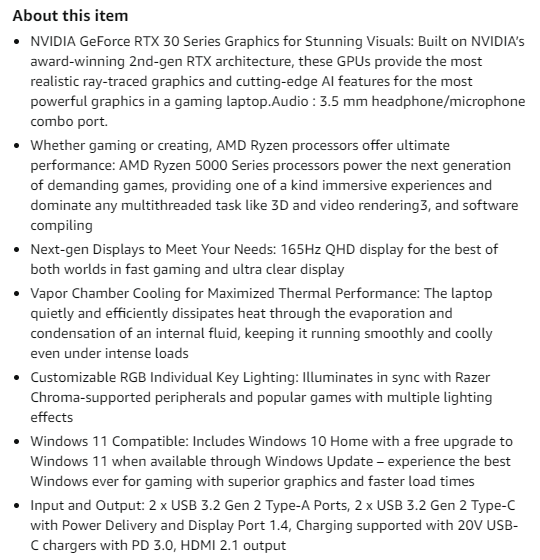 About this item
• NVIDIA GeForce RTX 30 Series Graphics for Stunning Visuals: Built on NVIDIA’s
award-winning 2nd-gen RTX architecture, these GPUs provide the most
realistic ray-traced graphics and cutting-edge AI features for the most
powerful graphics in a gaming laptop.Audio : 3.5 mm headphone/microphone
combo port.
• Whether gaming or creating, AMD Ryzen processors offer ultimate
performance: AMD Ryzen 5000 Series processors power the next generation
of demanding games, providing one of a kind immersive experiences and
dominate any multithreaded task like 3D and video rendering3, and software
compiling
• Next-gen Displays to Meet Your Needs: 165Hz QHD display for the best of
both worlds in fast gaming and ultra clear display
• Vapor Chamber Cooling for Maximized Thermal Performance: The laptop
quietly and efficiently dissipates heat through the evaporation and
condensation of an internal fluid, keeping it running smoothly and coolly
even under intense loads
• Customizable RGB Individual Key Lighting: Illuminates in sync with Razer
Chroma-supported peripherals and popular games with multiple lighting
effects
• Windows 11 Compatible: Includes Windows 10 Home with a free upgrade to
Windows 11 when available through Windows Update – experience the best
Windows ever for gaming with superior graphics and faster load times
• Input and Output: 2 x USB 3.2 Gen 2 Type-A Ports, 2 x USB 3.2 Gen 2 Type-C
with Power Delivery and Display Port 1.4, Charging supported with 20V USB-
C chargers with PD 3.0, HDMI 2.1 output